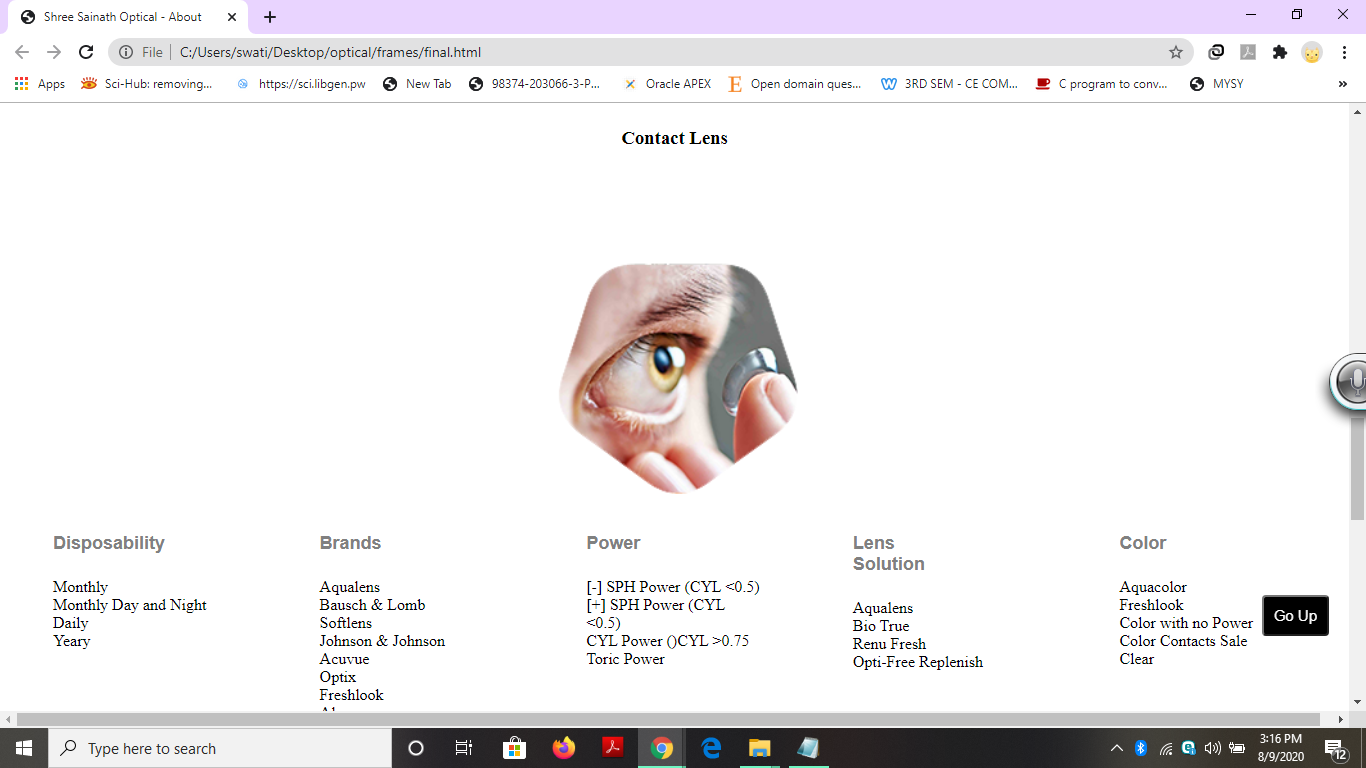 Shree Sainath Optical - About
File
C:/Users/swati/Desktop/optical/frames/final.html
Apps
Sci-Hub: removing...
https://sci.libgen.pw
New Tab
98374-203066-3-P...
Oracle APEX
Open domain ques...
3RD SEM - CE COM...
C program to conv...
MYSY
»
Contact Lens
Disposability
Monthly
Monthly Day and Night
Daily
Yeary
Brands
Aqualens
Bausch & Lomb
Softlens
Johnson & Johnson
Acuvue
Optix
Freshlook
Power
[-] SPH Power (CYL <0.5)
[+] SPH Power (CYL
<0.5)
CYL Power ()CYL >0.75
Toric Power
Lens
Solution
Aqualens
Bio True
Renu Fresh
Opti-Free Replenish
Color
Aquacolor
Freshlook
Color with no Power
Color Contacts Sale
Clear
Go Up
Type here to search
3:16 PM
8/9/2020
12